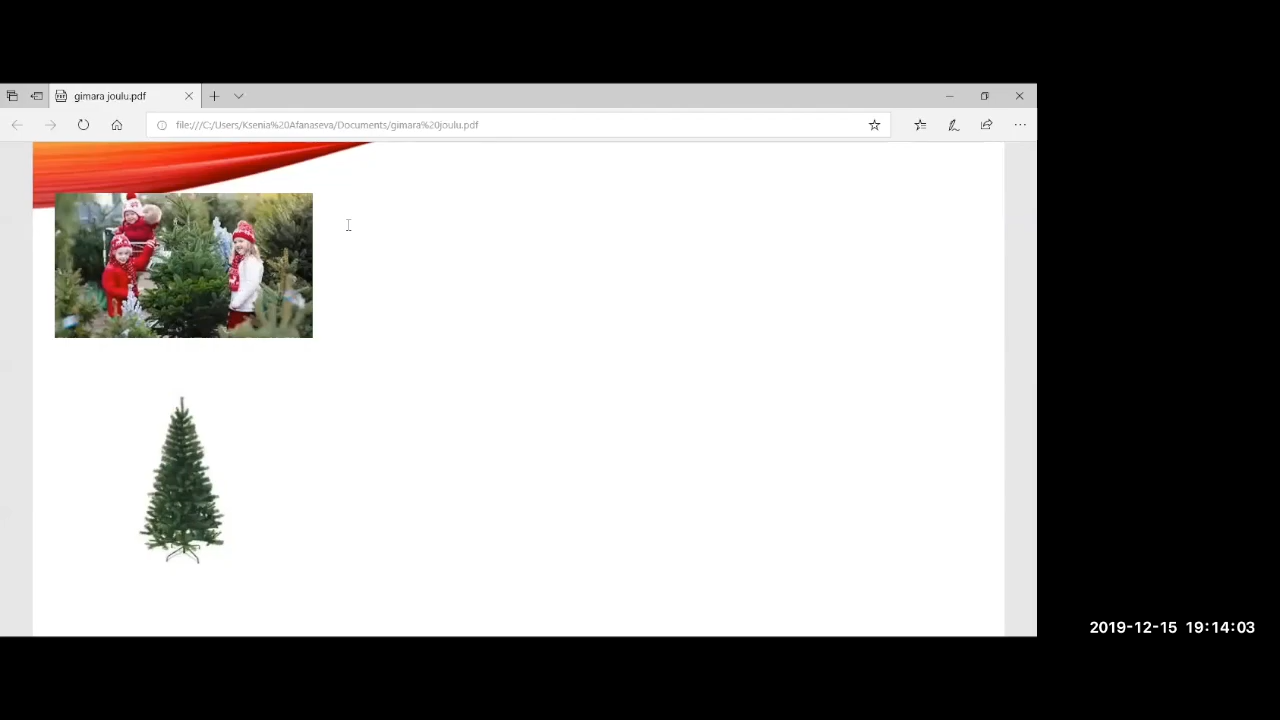 gimara joulu.pdf
file:///C:/Users/Ksenia%20Afanaseva/Documents/gimara%20joulu.pdf
2019-12-15 19:14:03